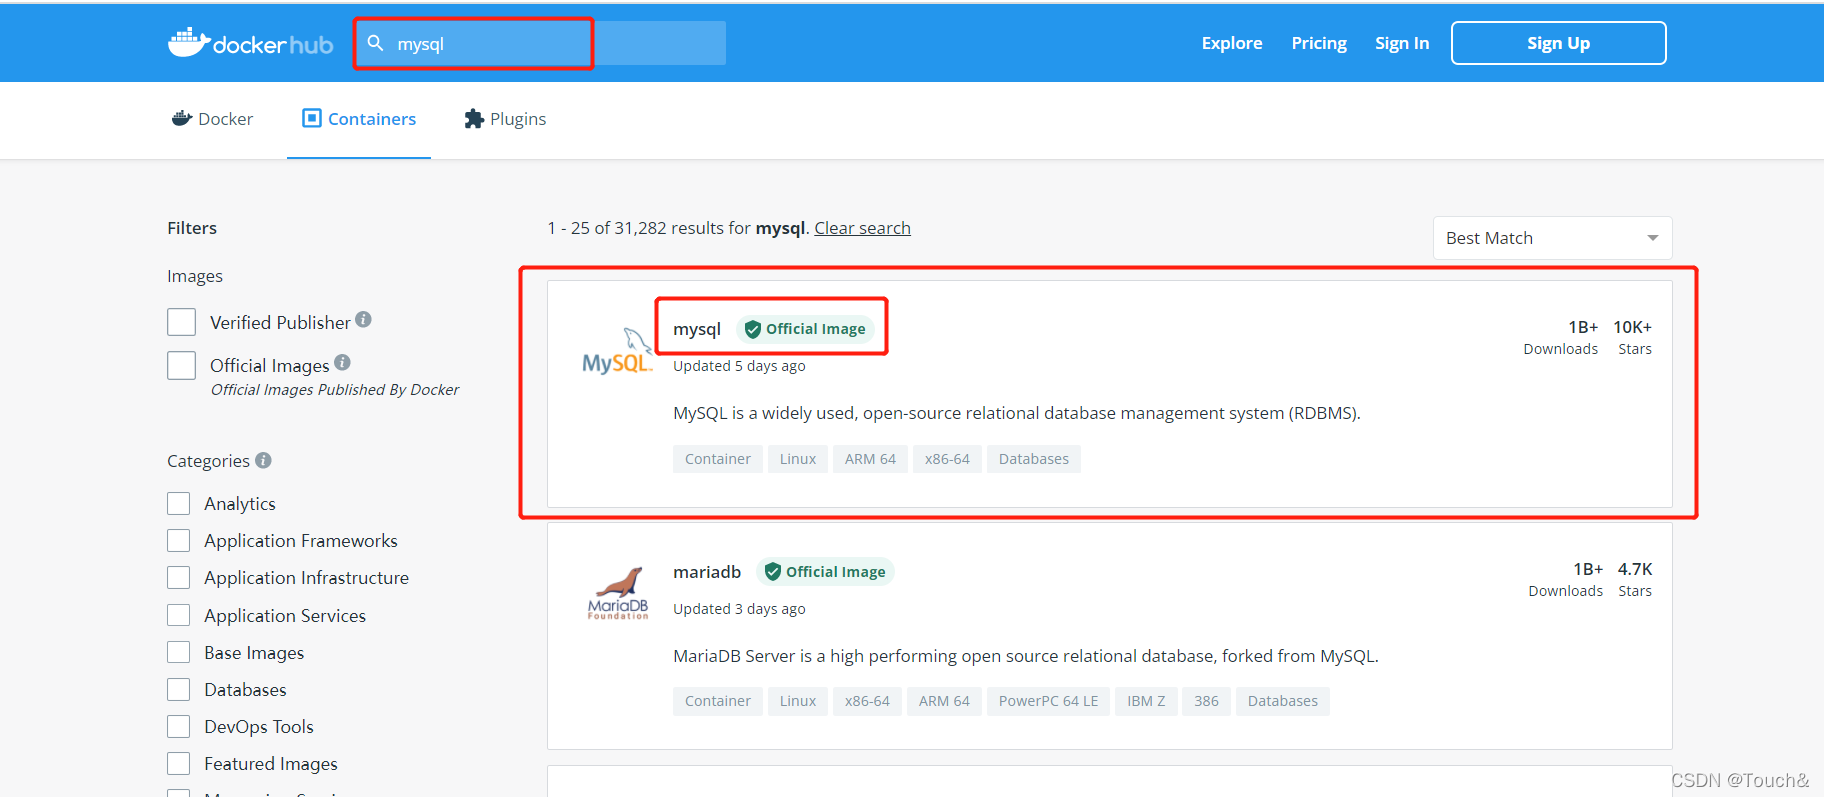 docker hub
mysql
Explore
Pricing
Sign In
Sign Up
Docker
Containers
Plugins
Filters
Images
Verified Publisher
Official Images
Official Images Published By Docker
Categories
Analytics
Application Frameworks
Application Infrastructure
Application Services
Base Images
Databases
DevOps Tools
Featured Images
1 - 25 of 31,282 results for mysql. Clear search
Best Match
MySQL
mysql Official Image
Updated 5 days ago
1B+ 10K+
Downloads Stars
MySQL is a widely used, open-source relational database management system (RDBMS).
Container Linux ARM 64 x86-64 Databases
MariaDB
Foundation
mariadb Official Image
Updated 3 days ago
1B+ 4.7K
Downloads Stars
MariaDB Server is a high performing open source relational database, forked from MySQL.
Container Linux x86-64 ARM 64 PowerPC 64 LE IBM Z 386 Databases
CSDN @Touch&